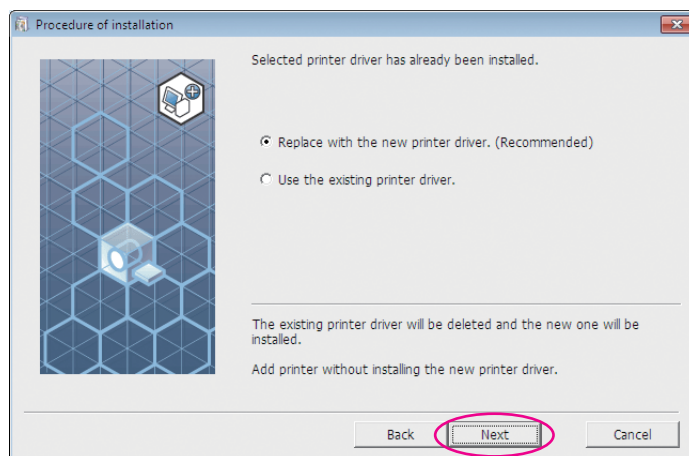 Procedure of installation
Selected printer driver has already been installed.
Replace with the new printer driver. (Recommended)
Use the existing printer driver.
The existing printer driver will be deleted and the new one will be
installed.
Add printer without installing the new printer driver.
Back Next Cancel